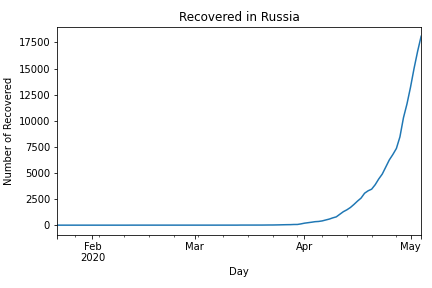 Recovered in Russia
Number of Recovered
17500
15000
12500
10000
7500
5000
2500
0
Feb
2020
Mar
Apr
May
Day